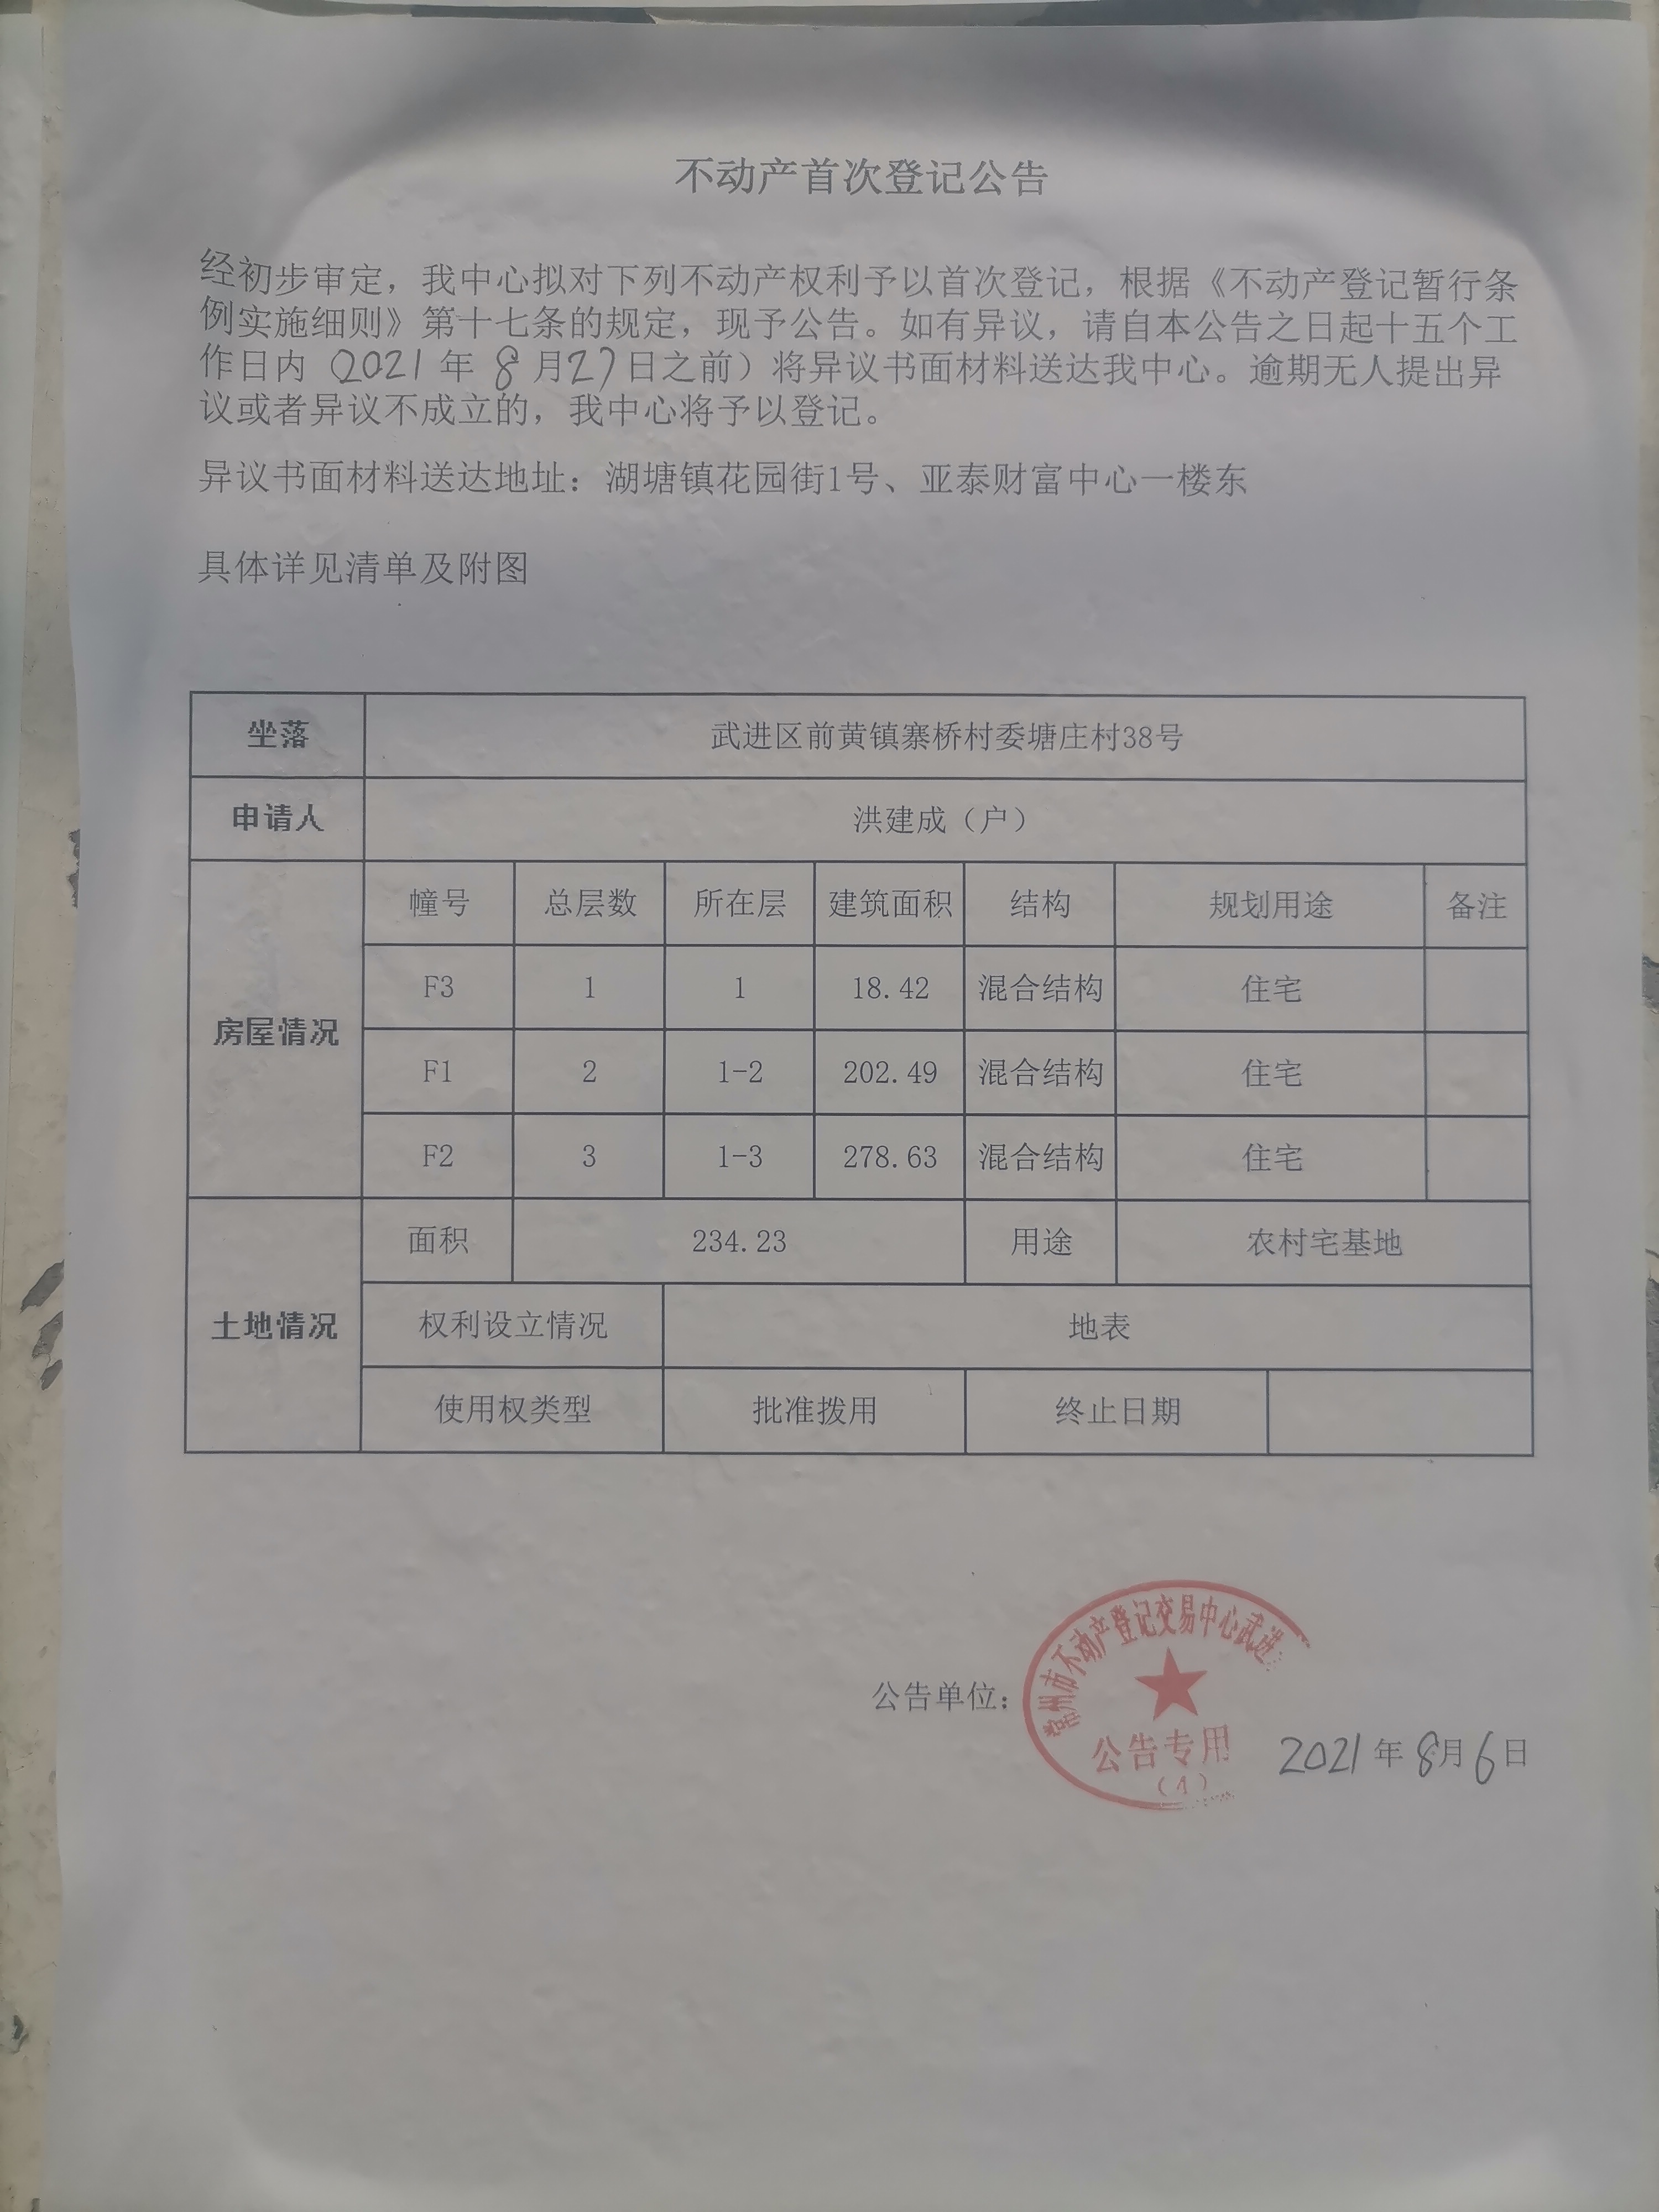 不动产首次登记公告
经初步审定，我中心拟对下列不动产权利予以首次登记，根据《不动产登记暂行条
例实施细则》第十七条的规定，现予公告。如有异议，请自本公告之日起十五个工
作日内（2021年8月27日之前）将异议书面材料送达我中心。逾期无人提出异
议或者异议不成立的，我中心将予以登记。
异议书面材料送达地址：湖塘镇花园街1号、亚泰财富中心一楼东
具体详见清单及附图
坐落 武进区前黄镇寨桥村委塘庄村38号
申请人 洪建成（户）
房屋情况
幢号 总层数 所在层 建筑面积 结构 规划用途 备注
F3 1 1 18.42 混合结构 住宅
F1 2 1-2 202.49 混合结构 住宅
F2 3 1-3 278.63 混合结构 住宅
土地情况
面积 234.23 用途 农村宅基地
权利设立情况 地表
使用权类型 批准拨用 终止日期
公告单位：
常州市不动产登记交易中心武进
公告专用
2021年8月6日